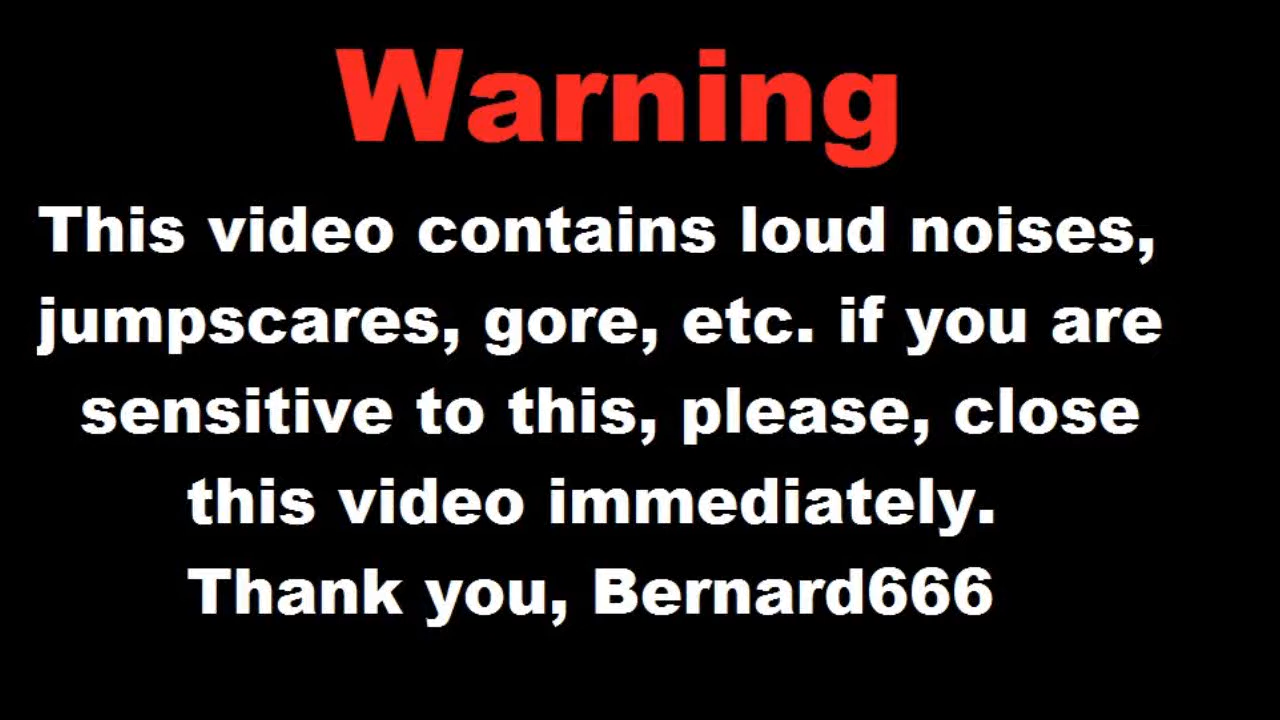 Warning
This video contains loud noises,
jumpscares, gore, etc. if you are
sensitive to this, please, close
this video immediately.
Thank you, Bernard666